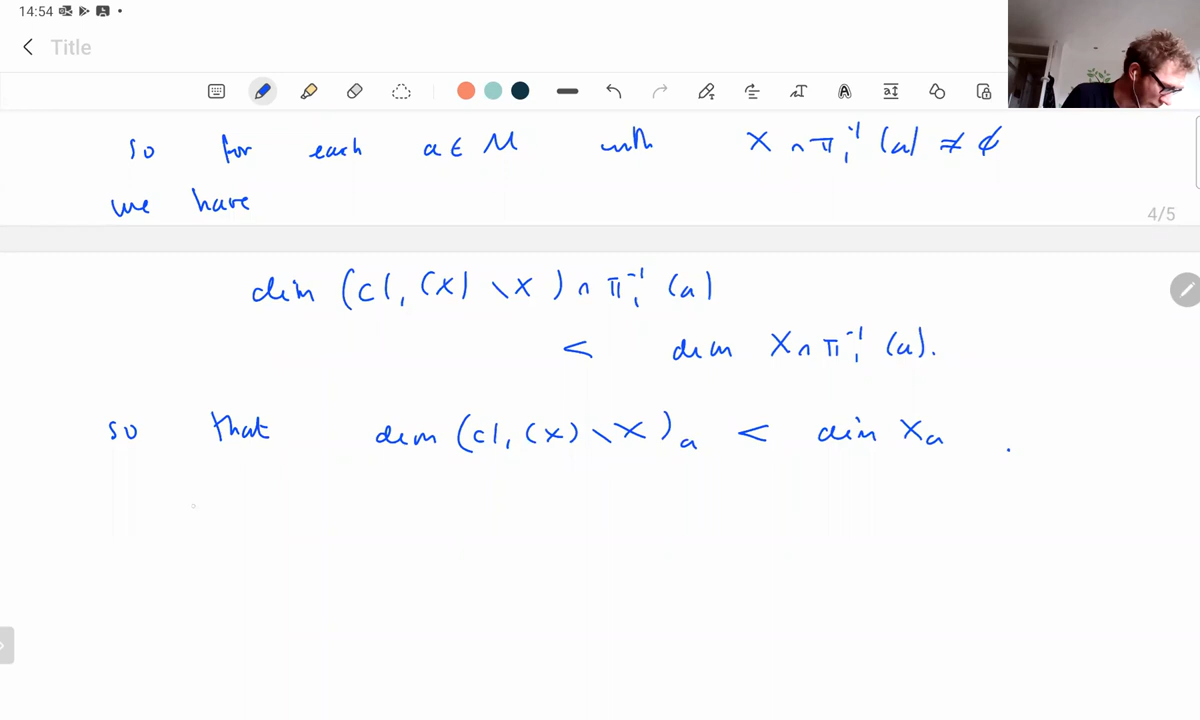 14:54
Title
so for each a ∈ M with X ∩ π₁⁻¹(a) ≠ ∅
we have
4/5
dim (cl₁(X) \ X) ∩ π₁⁻¹(a)
< dim X ∩ π₁⁻¹(a).
so that dim (cl₁(X) \ X)ₐ < dim Xₐ .